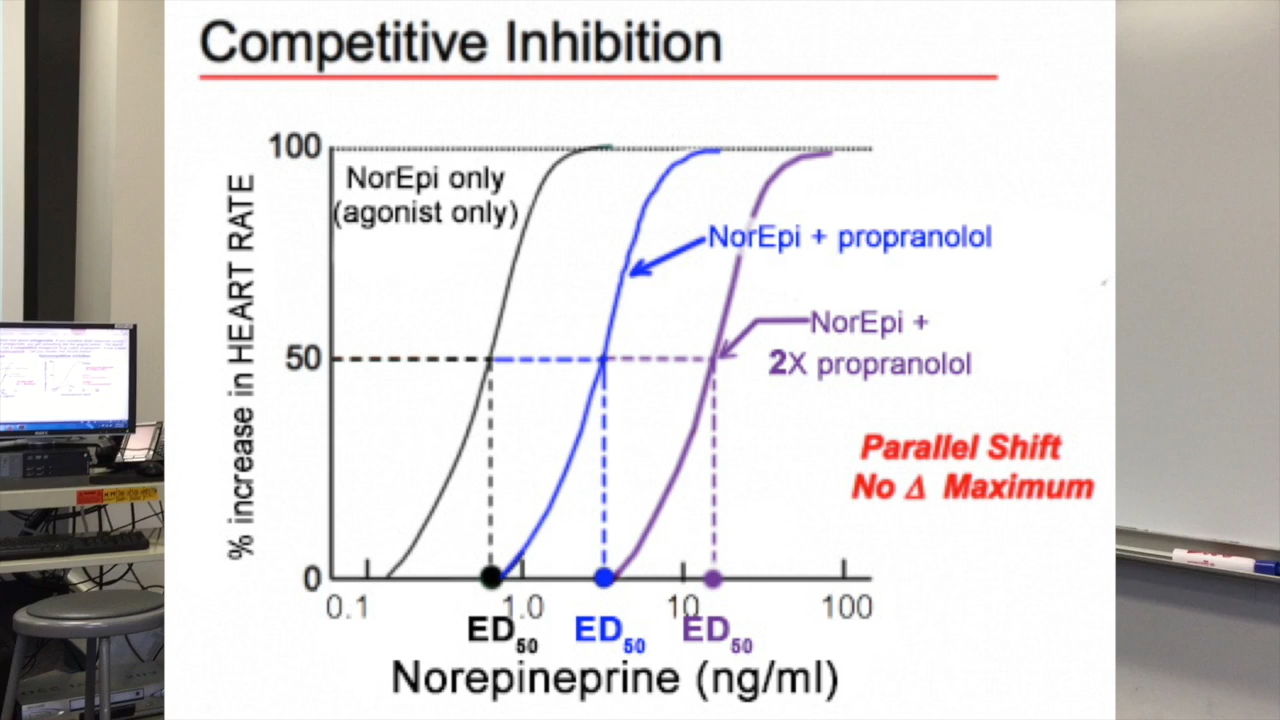 Competitive Inhibition
100
NorEpi only
(agonist only)
NorEpi + propranolol
50
NorEpi +
2X propranolol
Parallel Shift
No Δ Maximum
% increase in HEART RATE
0
0.1 1.0 10 100
ED50 ED50 ED50
Norepineprine (ng/ml)